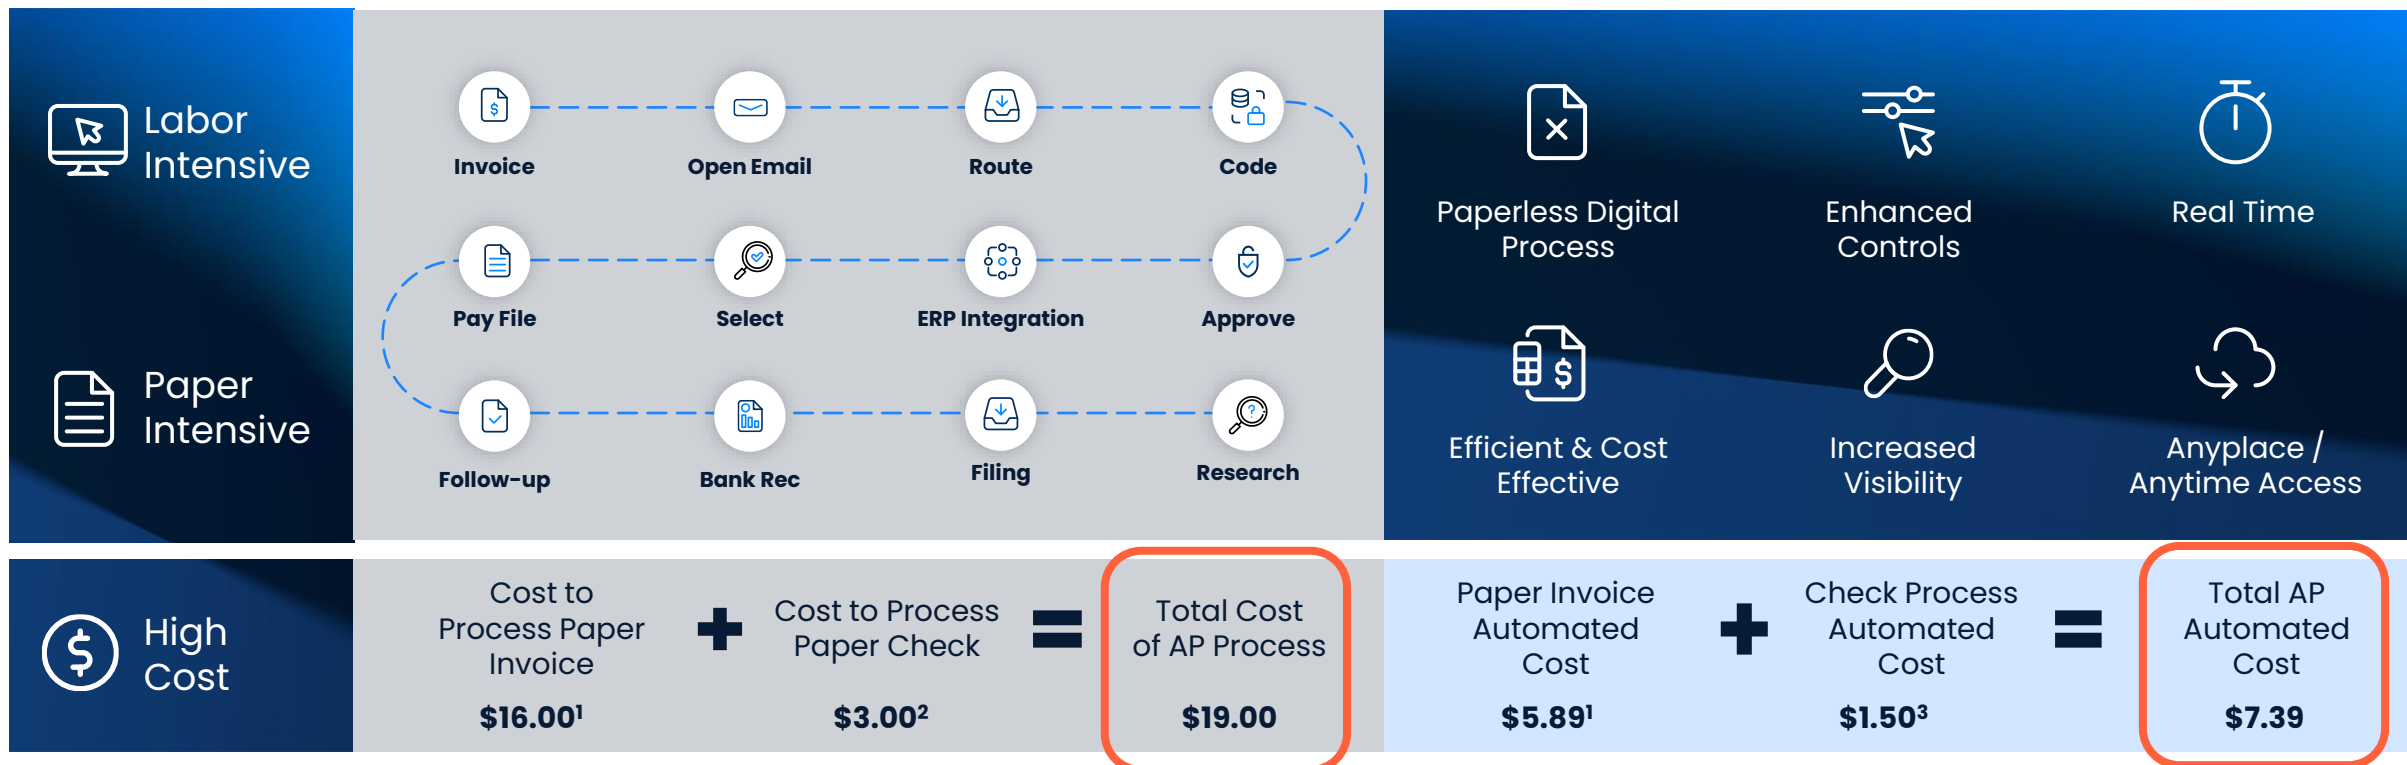 Labor
Intensive
Paper
Intensive
Invoice
Open Email
Route
Code
Pay File
Select
ERP Integration
Approve
Follow-up
Bank Rec
Filing
Research
Paperless Digital
Process
Enhanced
Controls
Real Time
Efficient & Cost
Effective
Increased
Visibility
Anyplace /
Anytime Access
High
Cost
Cost to
Process Paper
Invoice
$16.00¹
+
Cost to Process
Paper Check
$3.00²
=
Total Cost
of AP Process
$19.00
Paper Invoice
Automated
Cost
$5.89¹
+
Check Process
Automated
Cost
$1.50³
=
Total AP
Automated
Cost
$7.39